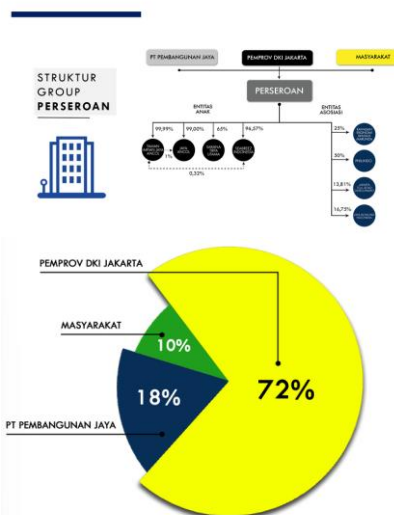 PT PEMBANGUNAN JAYA
PEMPROV DKI JAKARTA
MASYARAKAT
STRUKTUR
GROUP
PERSEROAN
PERSEROAN
ENTITAS
ANAK
ENTITAS
ASOSIASI
99,99%
99,00%
65%
96,57%
1%
0,33%
25%
30%
13,81%
14,75%
PEMPROV DKI JAKARTA
MASYARAKAT
10%
72%
18%
PT PEMBANGUNAN JAYA